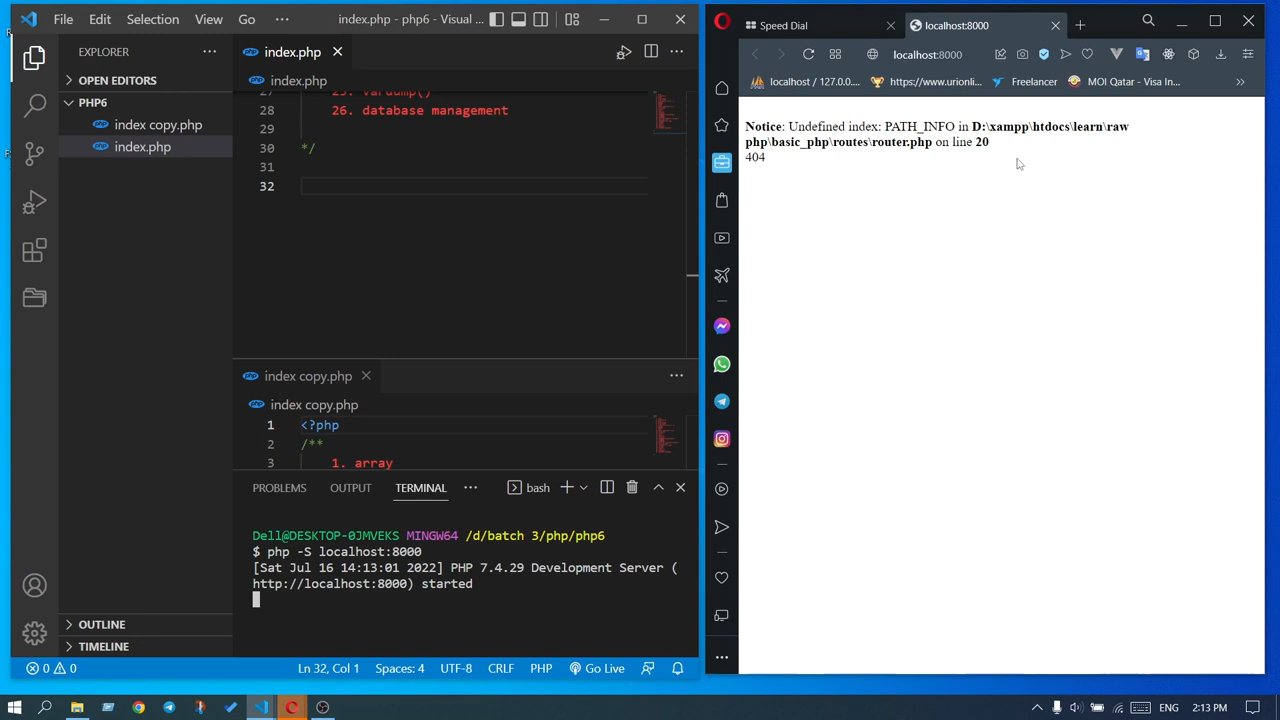 File Edit Selection View Go index.php - php6 - Visual ...
EXPLORER
OPEN EDITORS
PHP6
index copy.php
index.php
OUTLINE
TIMELINE
index.php
index.php
27 25. vardump()
28 26. database management
29
30 */
31
32
index copy.php
index copy.php
1 <?php
2 /**
3 1. array
PROBLEMS OUTPUT TERMINAL bash
Dell@DESKTOP-0JMVEKS MINGW64 /d/batch 3/php/php6
$ php -S localhost:8000
[Sat Jul 16 14:13:01 2022] PHP 7.4.29 Development Server (
http://localhost:8000) started
0 0 Ln 32, Col 1 Spaces: 4 UTF-8 CRLF PHP Go Live
Speed Dial localhost:8000
localhost:8000
localhost / 127.0.0.... https://www.urionli... Freelancer MOI Qatar - Visa In...
Notice: Undefined index: PATH_INFO in D:\xampp\htdocs\learn\raw
php\basic_php\routes\router.php on line 20
404
ENG 2:13 PM